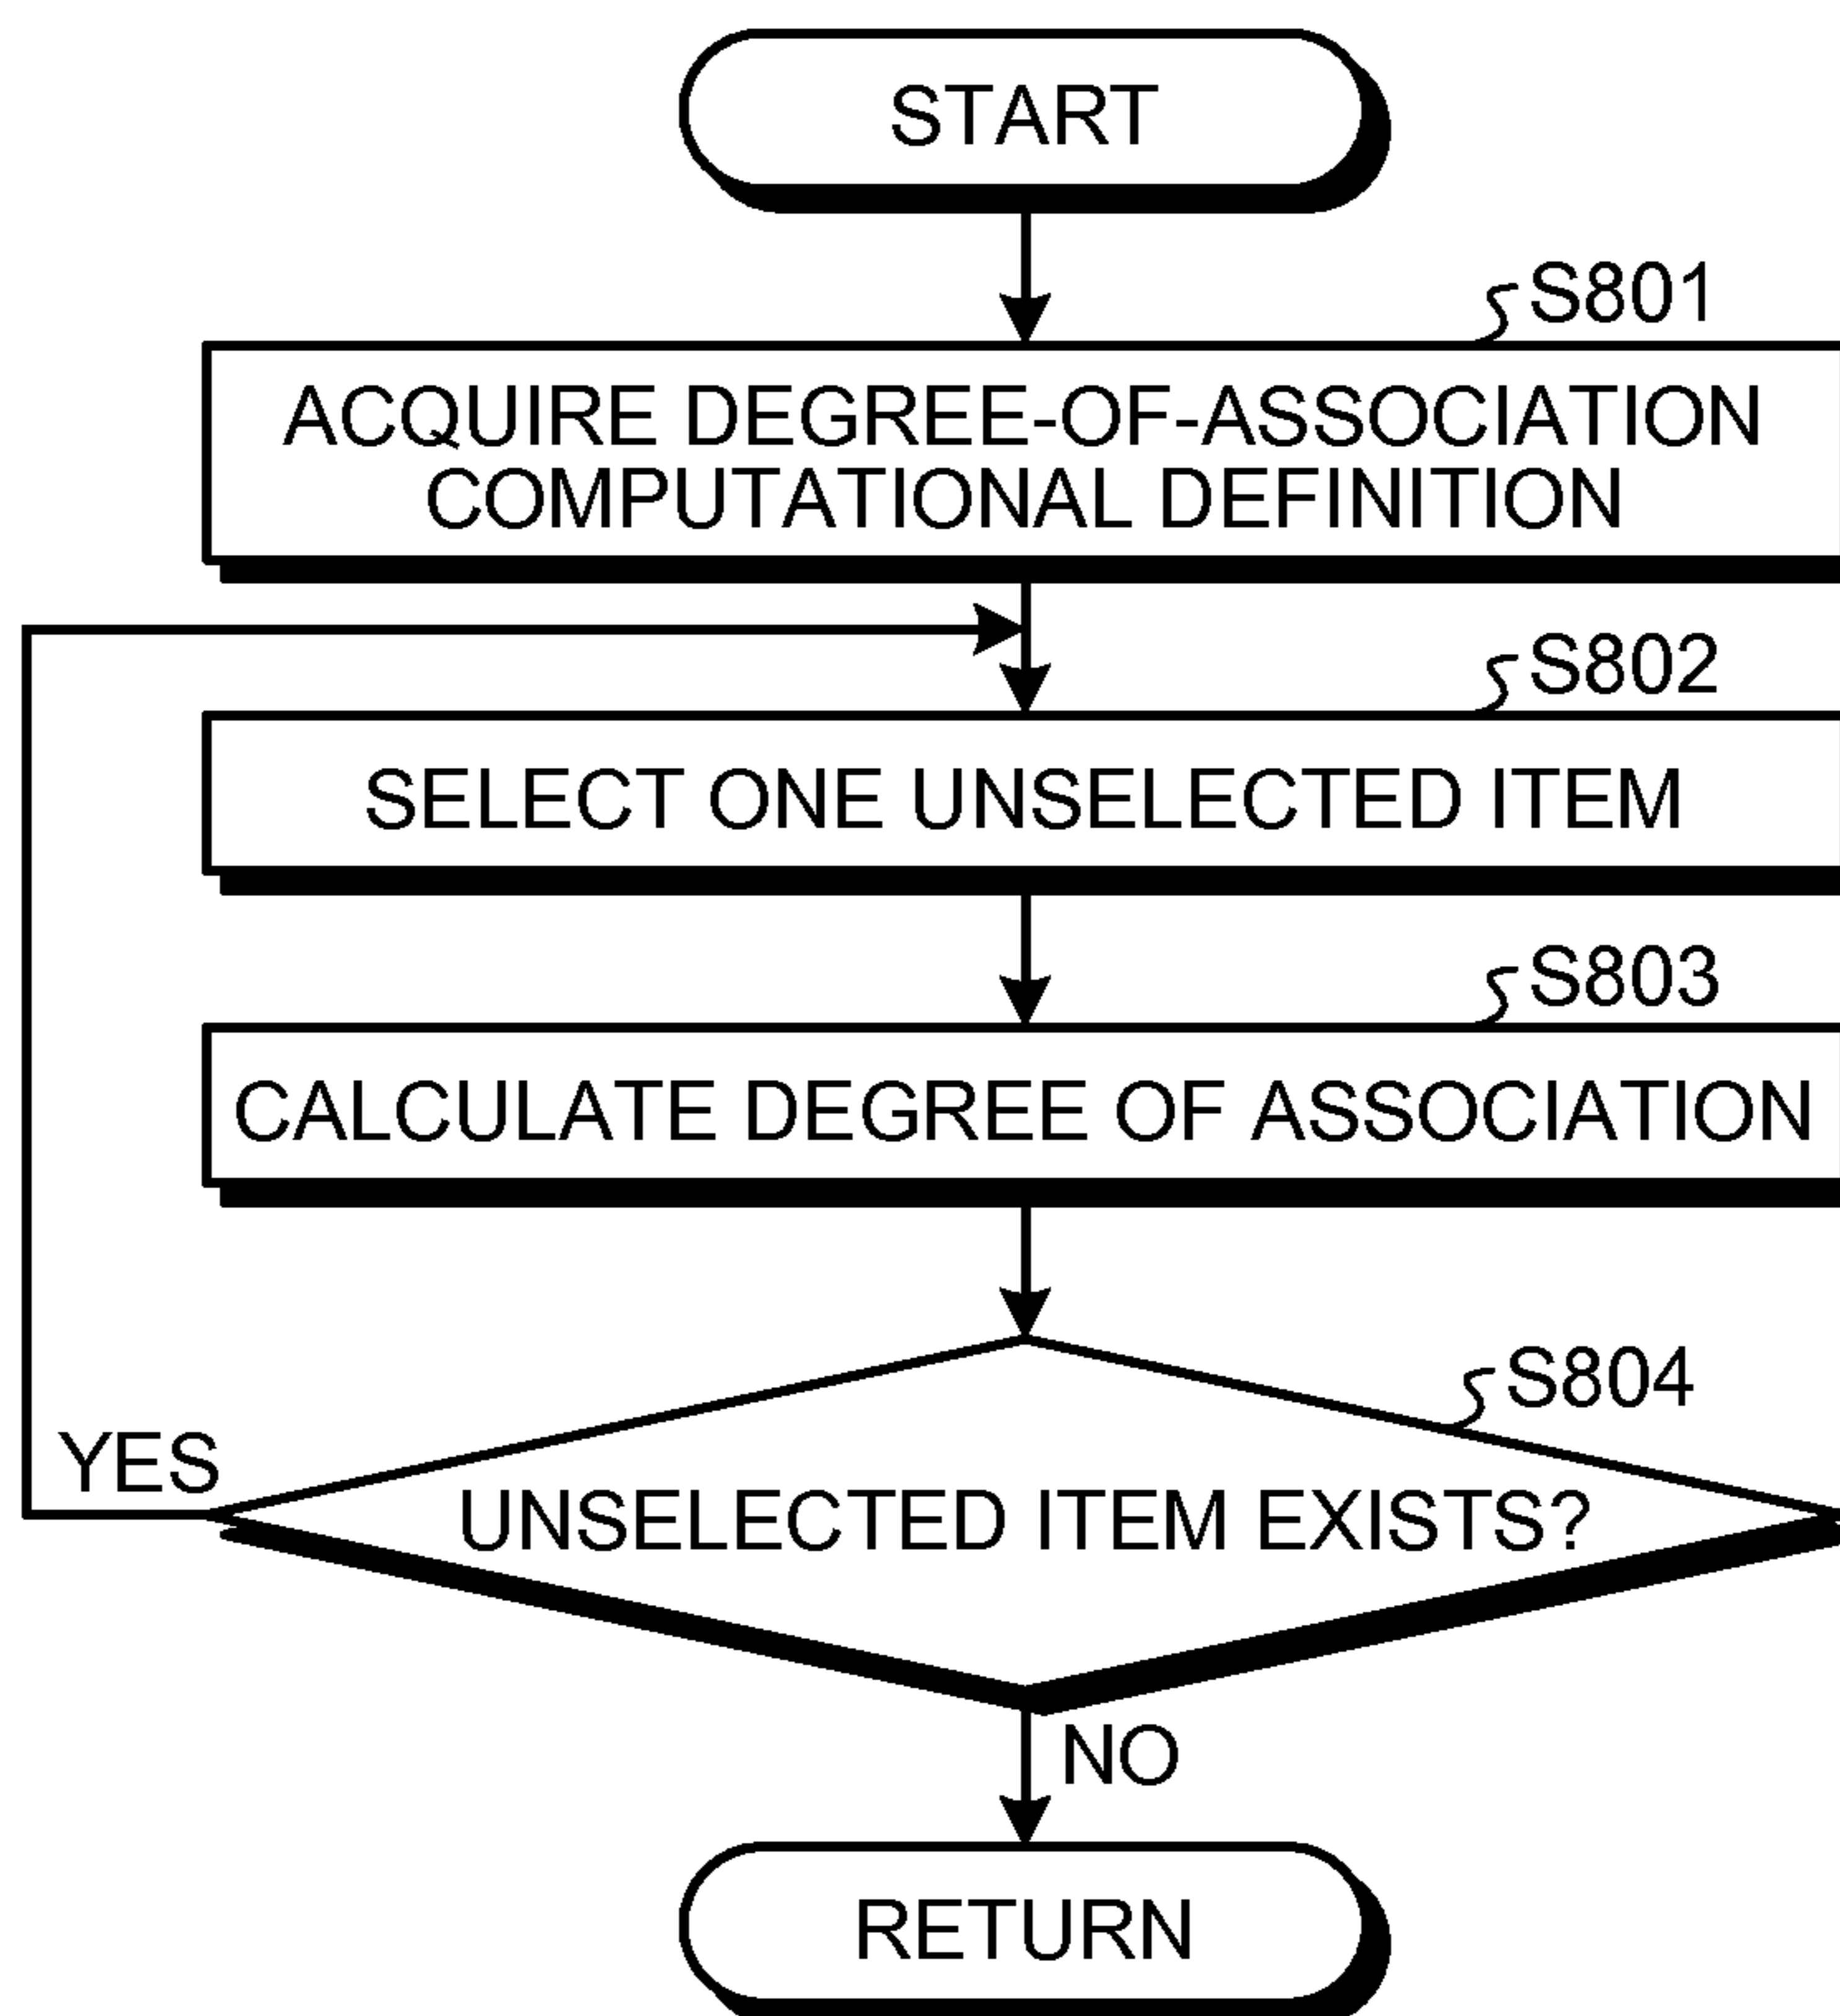 START
S801
ACQUIRE DEGREE-OF-ASSOCIATION
COMPUTATIONAL DEFINITION
S802
SELECT ONE UNSELECTED ITEM
S803
CALCULATE DEGREE OF ASSOCIATION
S804
YES
UNSELECTED ITEM EXISTS?
NO
RETURN